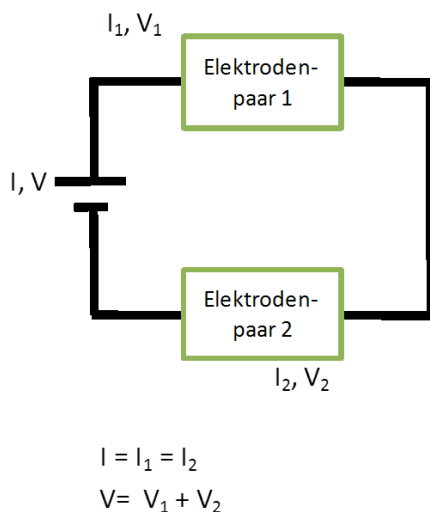 I₁, V₁
Elektroden-
paar 1
I, V
Elektroden-
paar 2
I₂, V₂
I = I₁ = I₂
V= V₁ + V₂